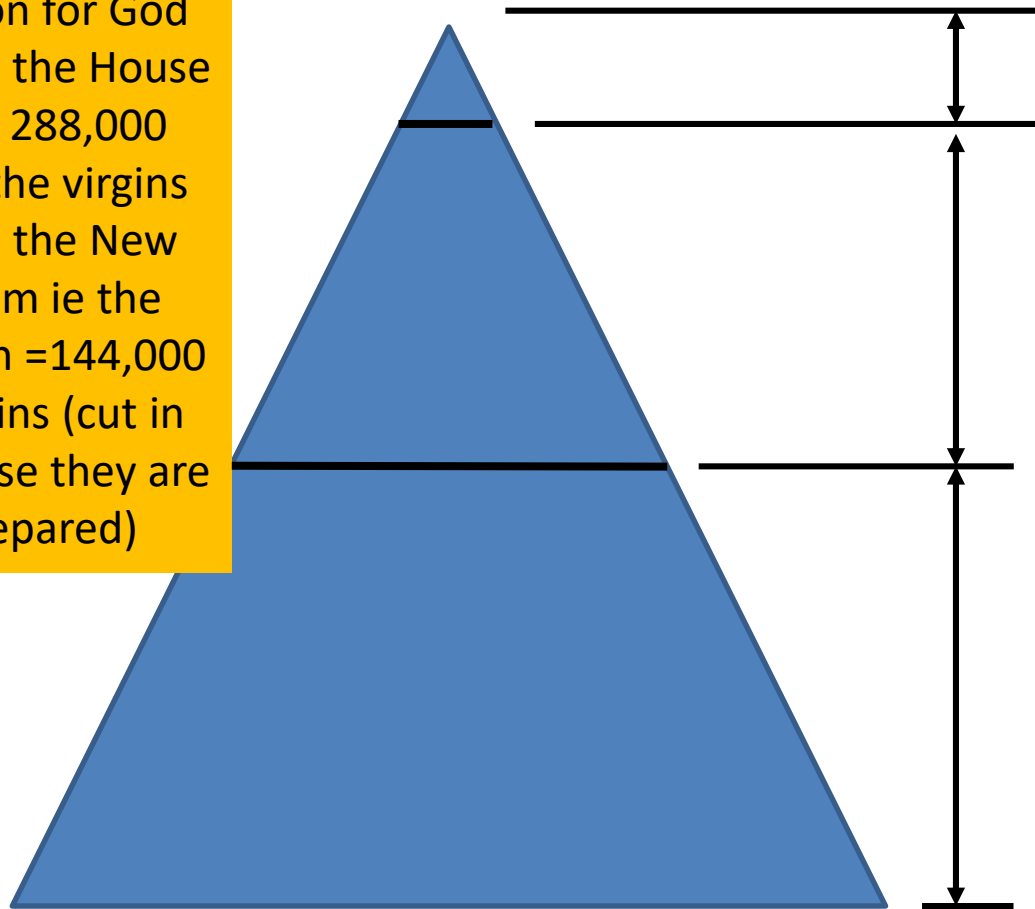 on for God
the House
288,000
the virgins
the New
m ie the
n =144,000
ins (cut in
se they are
epared)